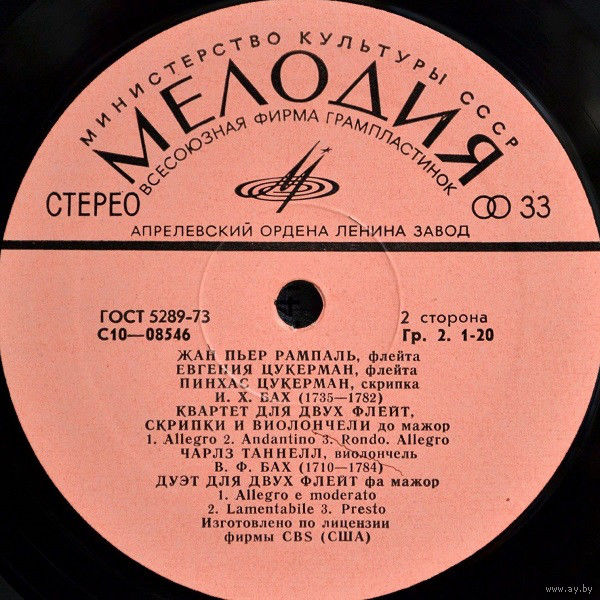 МИНИСТЕРСТВО КУЛЬТУРЫ СССР
МЕЛОДИЯ
ВСЕСОЮЗНАЯ ФИРМА ГРАМПЛАСТИНОК
СТЕРЕО
33
АПРЕЛЕВСКИЙ ОРДЕНА ЛЕНИНА ЗАВОД
ГОСТ 5289-73
С10—08546
2 сторона
Гр. 2. 1-20
ЖАН ПЬЕР РАМПАЛЬ, флейта
ЕВГЕНИЯ ЦУКЕРМАН, флейта
ПИНХАС ЦУКЕРМАН, скрипка
И. Х. БАХ (1735—1782)
КВАРТЕТ ДЛЯ ДВУХ ФЛЕЙТ,
СКРИПКИ И ВИОЛОНЧЕЛИ до мажор
1. Allegro 2. Andantino 3. Rondo. Allegro
ЧАРЛЗ ТАННЕЛЛ, виолончель
В. Ф. БАХ (1710—1784)
ДУЭТ ДЛЯ ДВУХ ФЛЕЙТ фа мажор
1. Allegro e moderato
2. Lamentabile 3. Presto
Изготовлено по лицензии
фирмы CBS (США)
www.ay.by